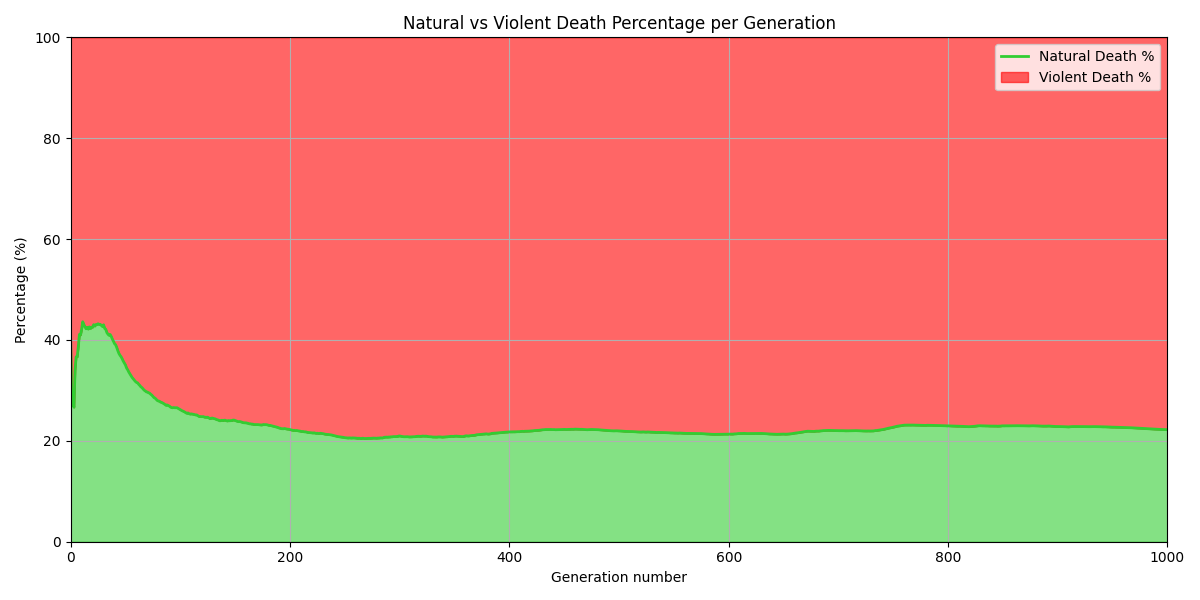 Natural vs Violent Death Percentage per Generation
Natural Death %
Violent Death %
Percentage (%)
100
80
60
40
20
0
0 200 400 600 800 1000
Generation number